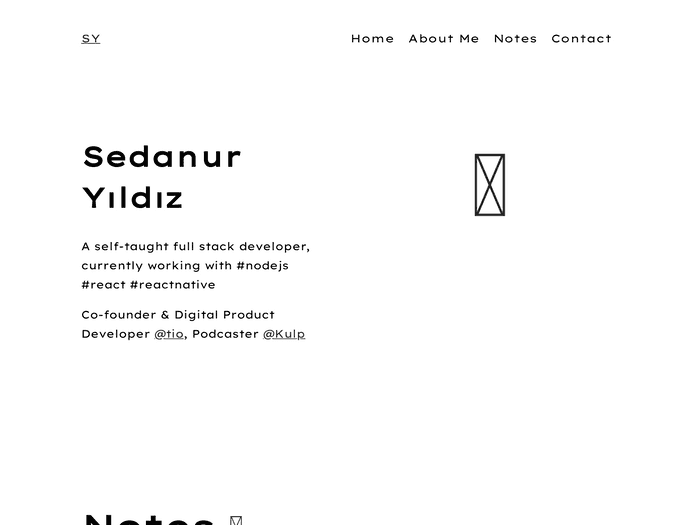 SY
Home About Me Notes Contact
Sedanur
Yıldız
A self-taught full stack developer,
currently working with #nodejs
#react #reactnative
Co-founder & Digital Product
Developer @tio, Podcaster @Kulp
Notes